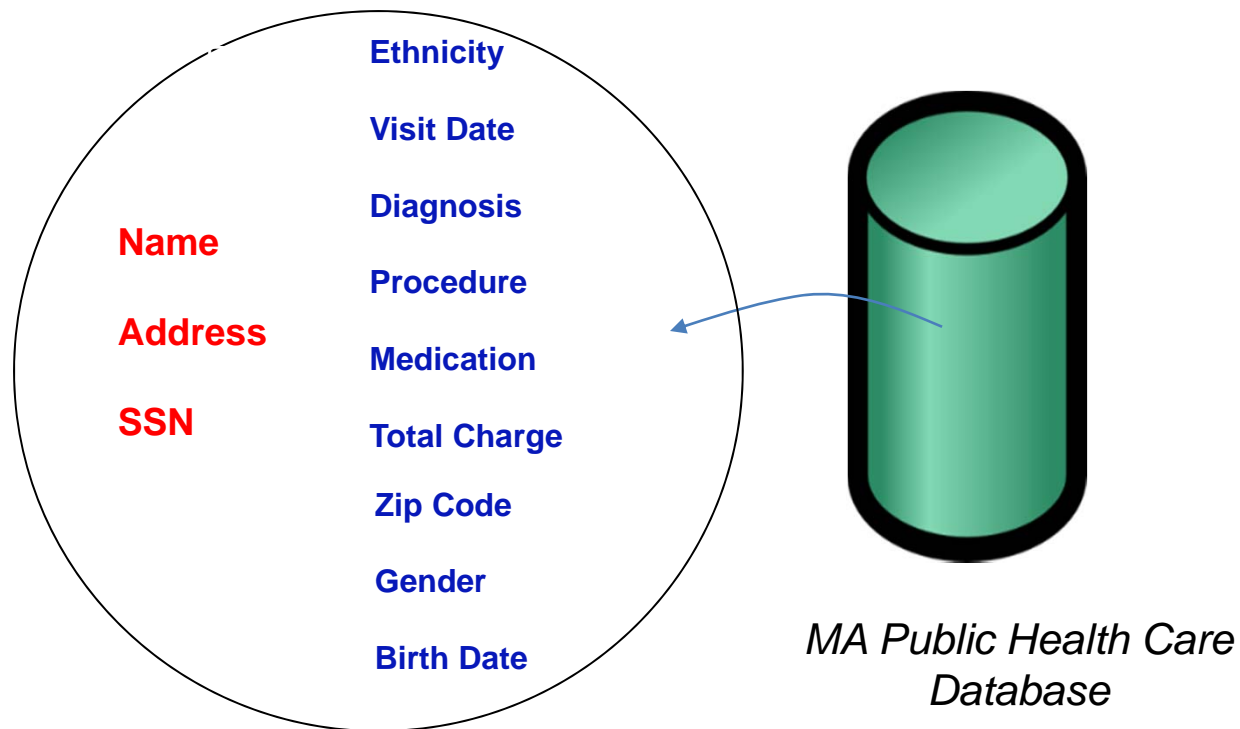 Name
Address
SSN
Ethnicity
Visit Date
Diagnosis
Procedure
Medication
Total Charge
Zip Code
Gender
Birth Date
MA Public Health Care
Database